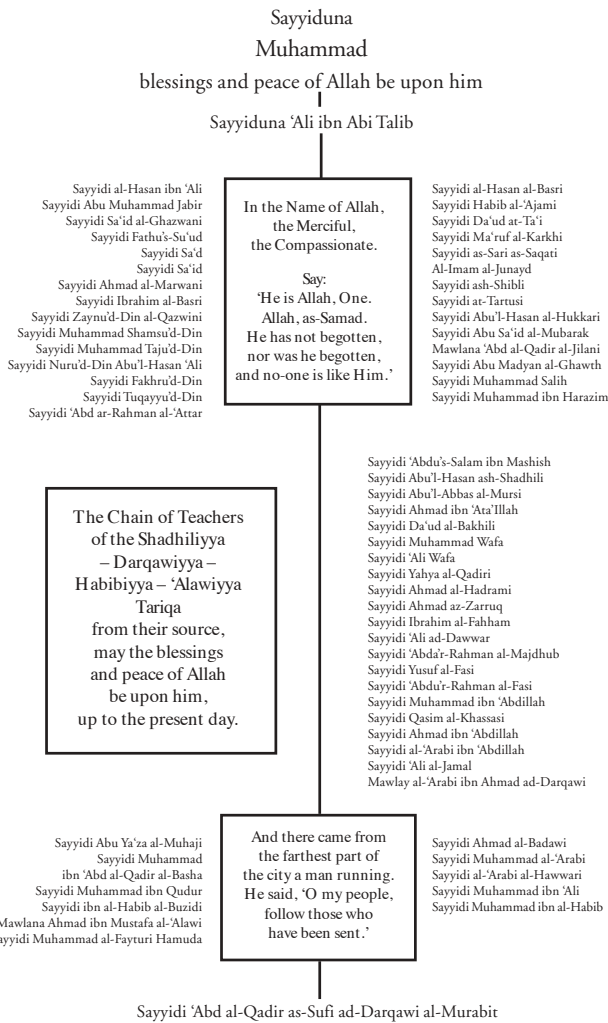 Sayyiduna
Muhammad
blessings and peace of Allah be upon him
Sayyiduna ‘Ali ibn Abi Talib
Sayyidi al-Hasan ibn ‘Ali
Sayyidi Abu Muhammad Jabir
Sayyidi Sa‘id al-Ghazwani
Sayyidi Fathu’s-Su‘ud
Sayyidi Sa‘d
Sayyidi Sa‘id
Sayyidi Ahmad al-Marwani
Sayyidi Ibrahim al-Basri
Sayyidi Zaynu’d-Din al-Qazwini
Sayyidi Muhammad Shamsu’d-Din
Sayyidi Muhammad Taju’d-Din
Sayyidi Nuru’d-Din Abu’l-Hasan ‘Ali
Sayyidi Fakhru’d-Din
Sayyidi Tuqayyu’d-Din
Sayyidi ‘Abd ar-Rahman al-‘Attar
In the Name of Allah,
the Merciful,
the Compassionate.
Say:
‘He is Allah, One.
Allah, as-Samad.
He has not begotten,
nor was he begotten,
and no-one is like Him.’
Sayyidi al-Hasan al-Basri
Sayyidi Habib al-‘Ajami
Sayyidi Da‘ud at-Ta‘i
Sayyidi Ma‘ruf al-Karkhi
Sayyidi as-Sari as-Saqati
Al-Imam al-Junayd
Sayyidi ash-Shibli
Sayyidi at-Tartusi
Sayyidi Abu’l-Hasan al-Hukkari
Sayyidi Abu Sa‘id al-Mubarak
Mawlana ‘Abd al-Qadir al-Jilani
Sayyidi Abu Madyan al-Ghawth
Sayyidi Muhammad Salih
Sayyidi Muhammad ibn Harazim
The Chain of Teachers
of the Shadhiliyya
– Darqawiyya –
Habibiyya – ‘Alawiyya
Tariqa
from their source,
may the blessings
and peace of Allah
be upon him,
up to the present day.
Sayyidi ‘Abdu’s-Salam ibn Mashish
Sayyidi Abu’l-Hasan ash-Shadhili
Sayyidi Abu’l-Abbas al-Mursi
Sayyidi Ahmad ibn ‘Ata’Illah
Sayyidi Da‘ud al-Bakhili
Sayyidi Muhammad Wafa
Sayyidi ‘Ali Wafa
Sayyidi Yahya al-Qadiri
Sayyidi Ahmad al-Hadrami
Sayyidi Ahmad az-Zarruq
Sayyidi Ibrahim al-Fahham
Sayyidi ‘Ali ad-Dawwar
Sayyidi ‘Abda’r-Rahman al-Majdhub
Sayyidi Yusuf al-Fasi
Sayyidi ‘Abdu’r-Rahman al-Fasi
Sayyidi Muhammad ibn ‘Abdillah
Sayyidi Qasim al-Khassasi
Sayyidi Ahmad ibn ‘Abdillah
Sayyidi al-‘Arabi ibn ‘Abdillah
Sayyidi ‘Ali al-Jamal
Mawlay al-‘Arabi ibn Ahmad ad-Darqawi
Sayyidi Abu Ya‘za al-Muhaji
Sayyidi Muhammad
ibn ‘Abd al-Qadir al-Basha
Sayyidi Muhammad ibn Qudur
Sayyidi ibn al-Habib al-Buzidi
Mawlana Ahmad ibn Mustafa al-‘Alawi
ayyidi Muhammad al-Fayturi Hamuda
And there came from
the farthest part of
the city a man running.
He said, ‘O my people,
follow those who
have been sent.’
Sayyidi Ahmad al-Badawi
Sayyidi Muhammad al-‘Arabi
Sayyidi al-‘Arabi al-Hawwari
Sayyidi Muhammad ibn ‘Ali
Sayyidi Muhammad ibn al-Habib
Sayyidi ‘Abd al-Qadir as-Sufi ad-Darqawi al-Murabit